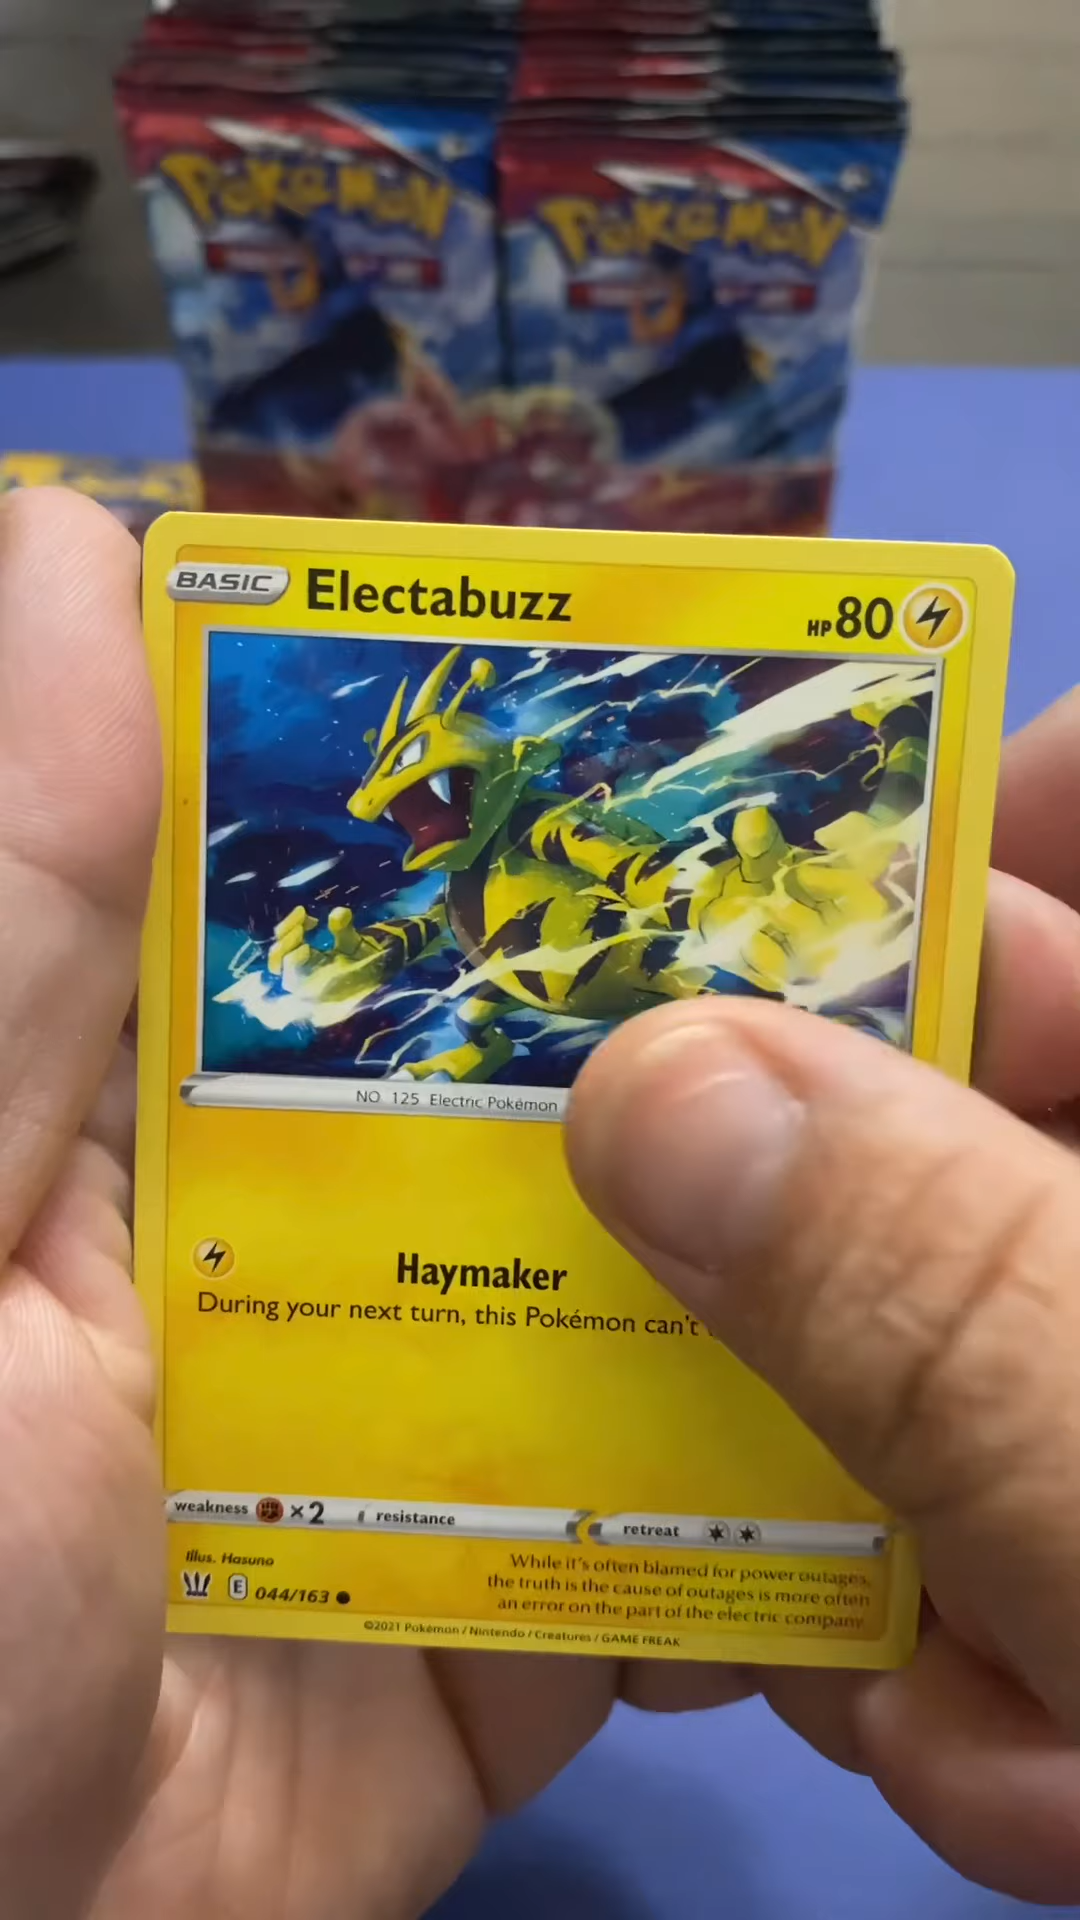 POKéMON POKéMON
BASIC Electabuzz HP 80
NO. 125 Electric Pokémon
Haymaker
During your next turn, this Pokémon can't
weakness ×2 resistance retreat
Illus. Hasuno
E 044/163
While it's often blamed for power outages,
the truth is the cause of outages is more often
an error on the part of the electric company.
©2021 Pokémon / Nintendo / Creatures / GAME FREAK